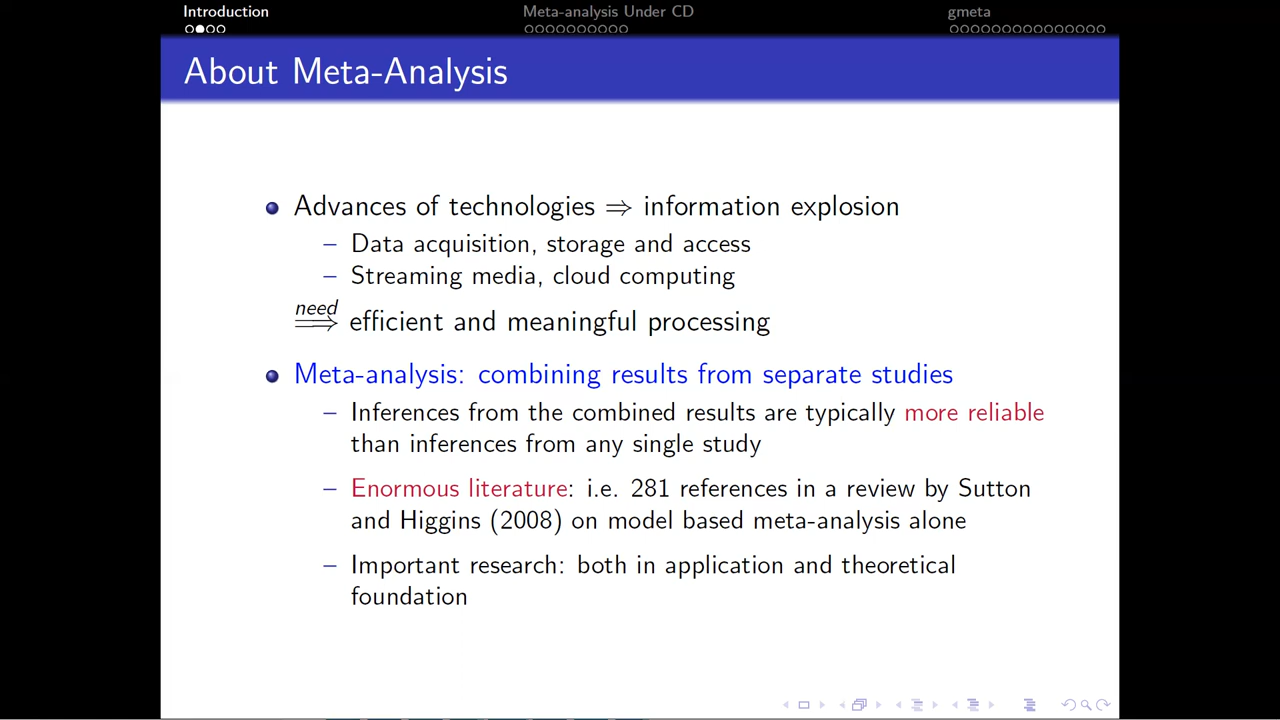 Introduction
Meta-analysis Under CD
gmeta
About Meta-Analysis
Advances of technologies ⇒ information explosion
– Data acquisition, storage and access
– Streaming media, cloud computing
need
⟹ efficient and meaningful processing
Meta-analysis: combining results from separate studies
– Inferences from the combined results are typically more reliable
than inferences from any single study
– Enormous literature: i.e. 281 references in a review by Sutton
and Higgins (2008) on model based meta-analysis alone
– Important research: both in application and theoretical
foundation